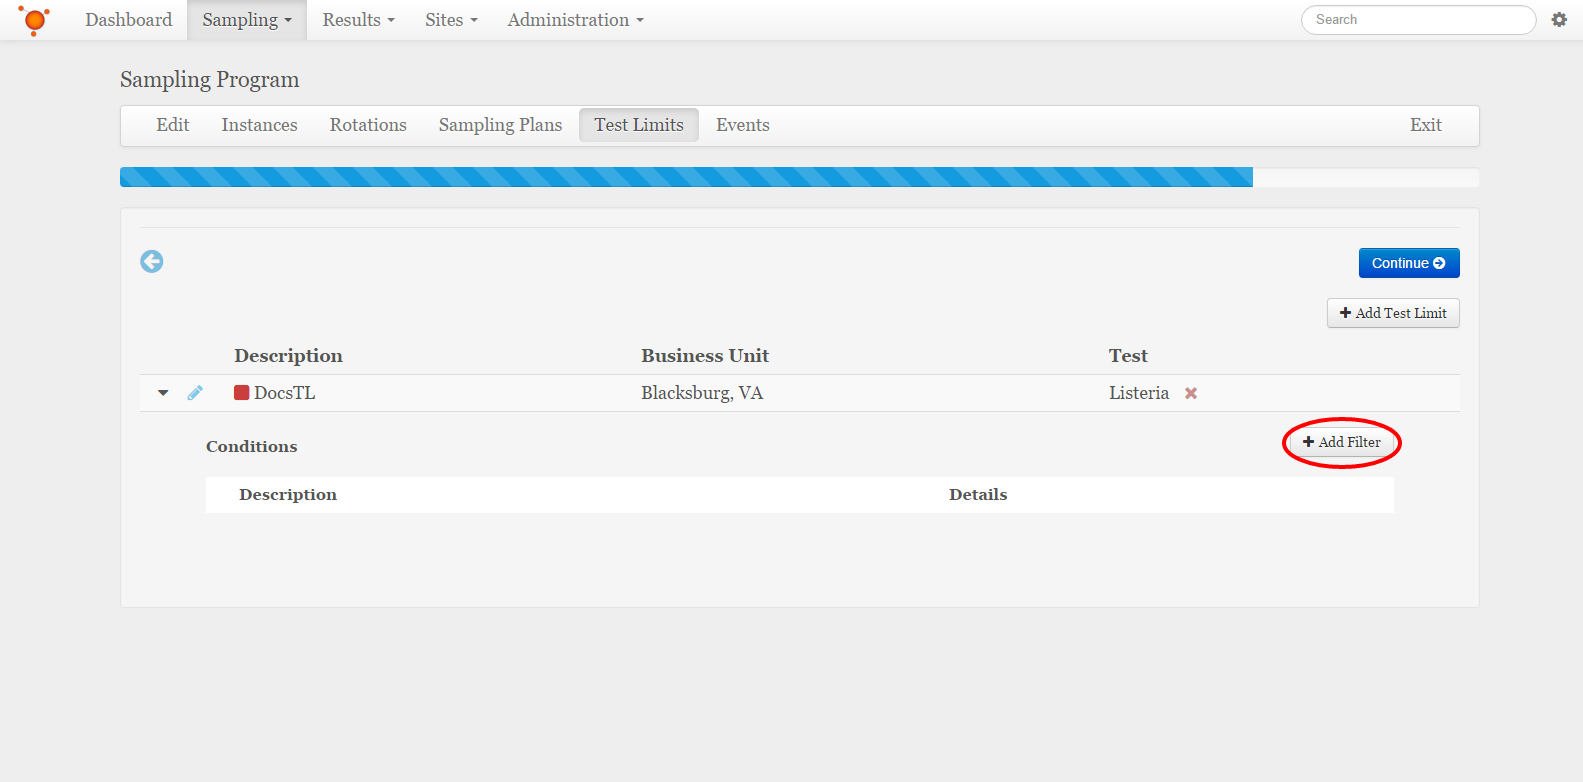 Dashboard Sampling Results Sites Administration Search
Sampling Program
Edit Instances Rotations Sampling Plans Test Limits Events Exit
Continue
Add Test Limit
Description Business Unit Test
DocsTL Blacksburg, VA Listeria
Conditions Add Filter
Description Details